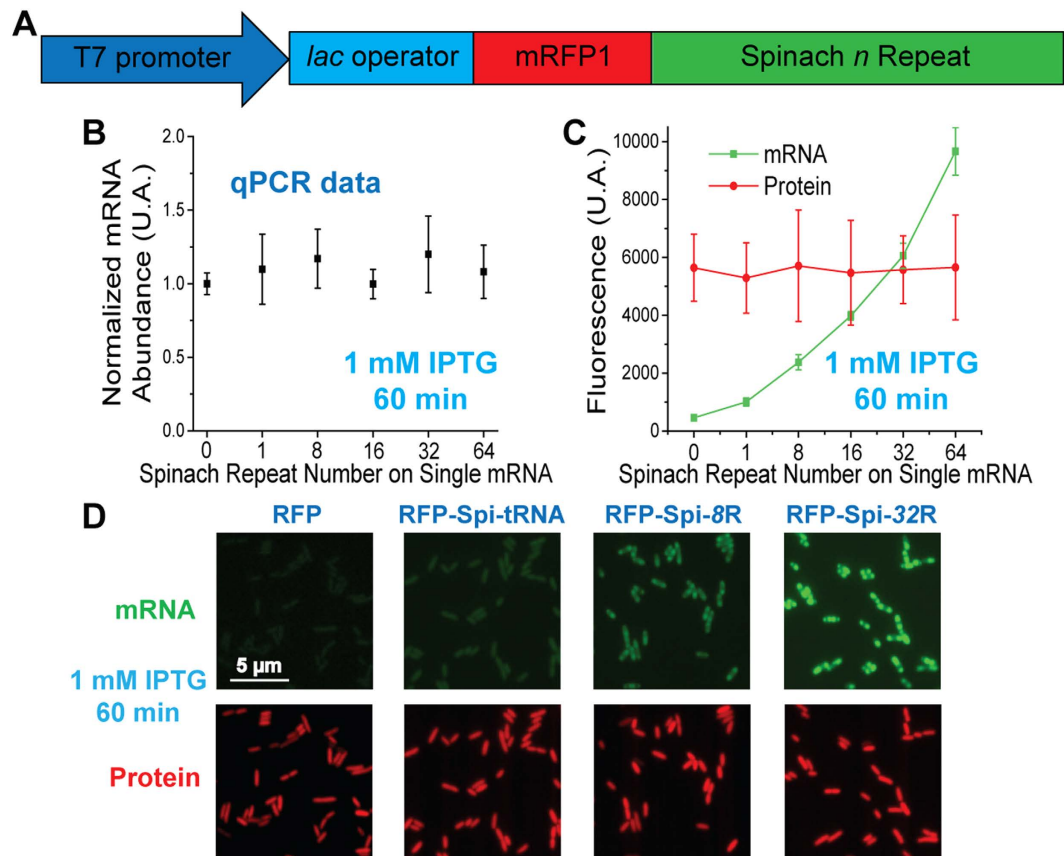 A
T7 promoter
lac operator
mRFP1
Spinach n Repeat
B
Normalized mRNA
Abundance (U.A.)
2.0
1.5
1.0
0.5
0.0
qPCR data
1 mM IPTG
60 min
0 1 8 16 32 64
Spinach Repeat Number on Single mRNA
C
Fluorescence (U.A.)
10000
8000
6000
4000
2000
0
mRNA
Protein
1 mM IPTG
60 min
0 1 8 16 32 64
Spinach Repeat Number on Single mRNA
D
RFP
RFP-Spi-tRNA
RFP-Spi-8R
RFP-Spi-32R
mRNA
5 µm
1 mM IPTG
60 min
Protein